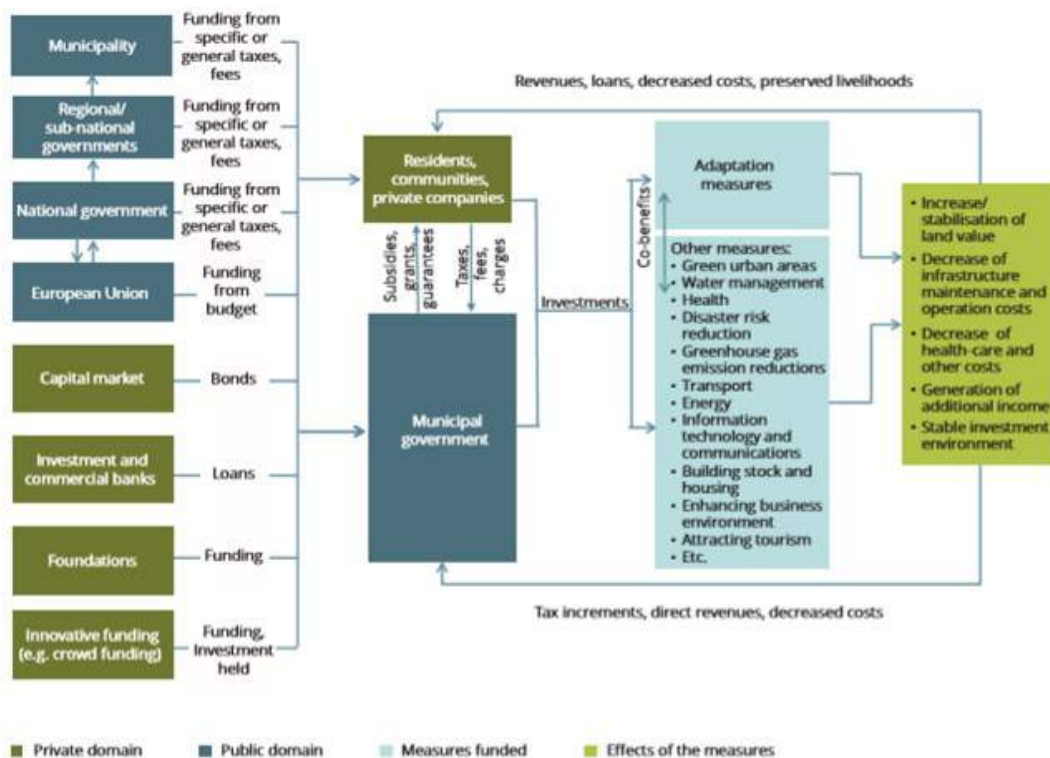 Municipality
Funding from
specific or
general taxes,
fees
Regional/
sub-national
governments
Funding from
specific or
general taxes,
fees
National government
Funding from
specific or
general taxes,
fees
European Union
Funding
from
budget
Capital market
Bonds
Investment and
commercial banks
Loans
Foundations
Funding
Innovative funding
(e.g. crowd funding)
Funding,
Investment
held
Revenues, loans, decreased costs, preserved livelihoods
Residents,
communities,
private companies
Subsidies,
grants,
guarantees
Taxes,
fees,
charges
Municipal
government
Investments
Co-benefits
Adaptation
measures
Other measures:
• Green urban areas
• Water management
• Health
• Disaster risk
reduction
• Greenhouse gas
emission reductions
• Transport
• Energy
• Information
technology and
communications
• Building stock and
housing
• Enhancing business
environment
• Attracting tourism
• Etc.
• Increase/
stabilisation of
land value
• Decrease of
infrastructure
maintenance and
operation costs
• Decrease of
health-care and
other costs
• Generation of
additional income
• Stable investment
environment
Tax increments, direct revenues, decreased costs
Private domain
Public domain
Measures funded
Effects of the measures